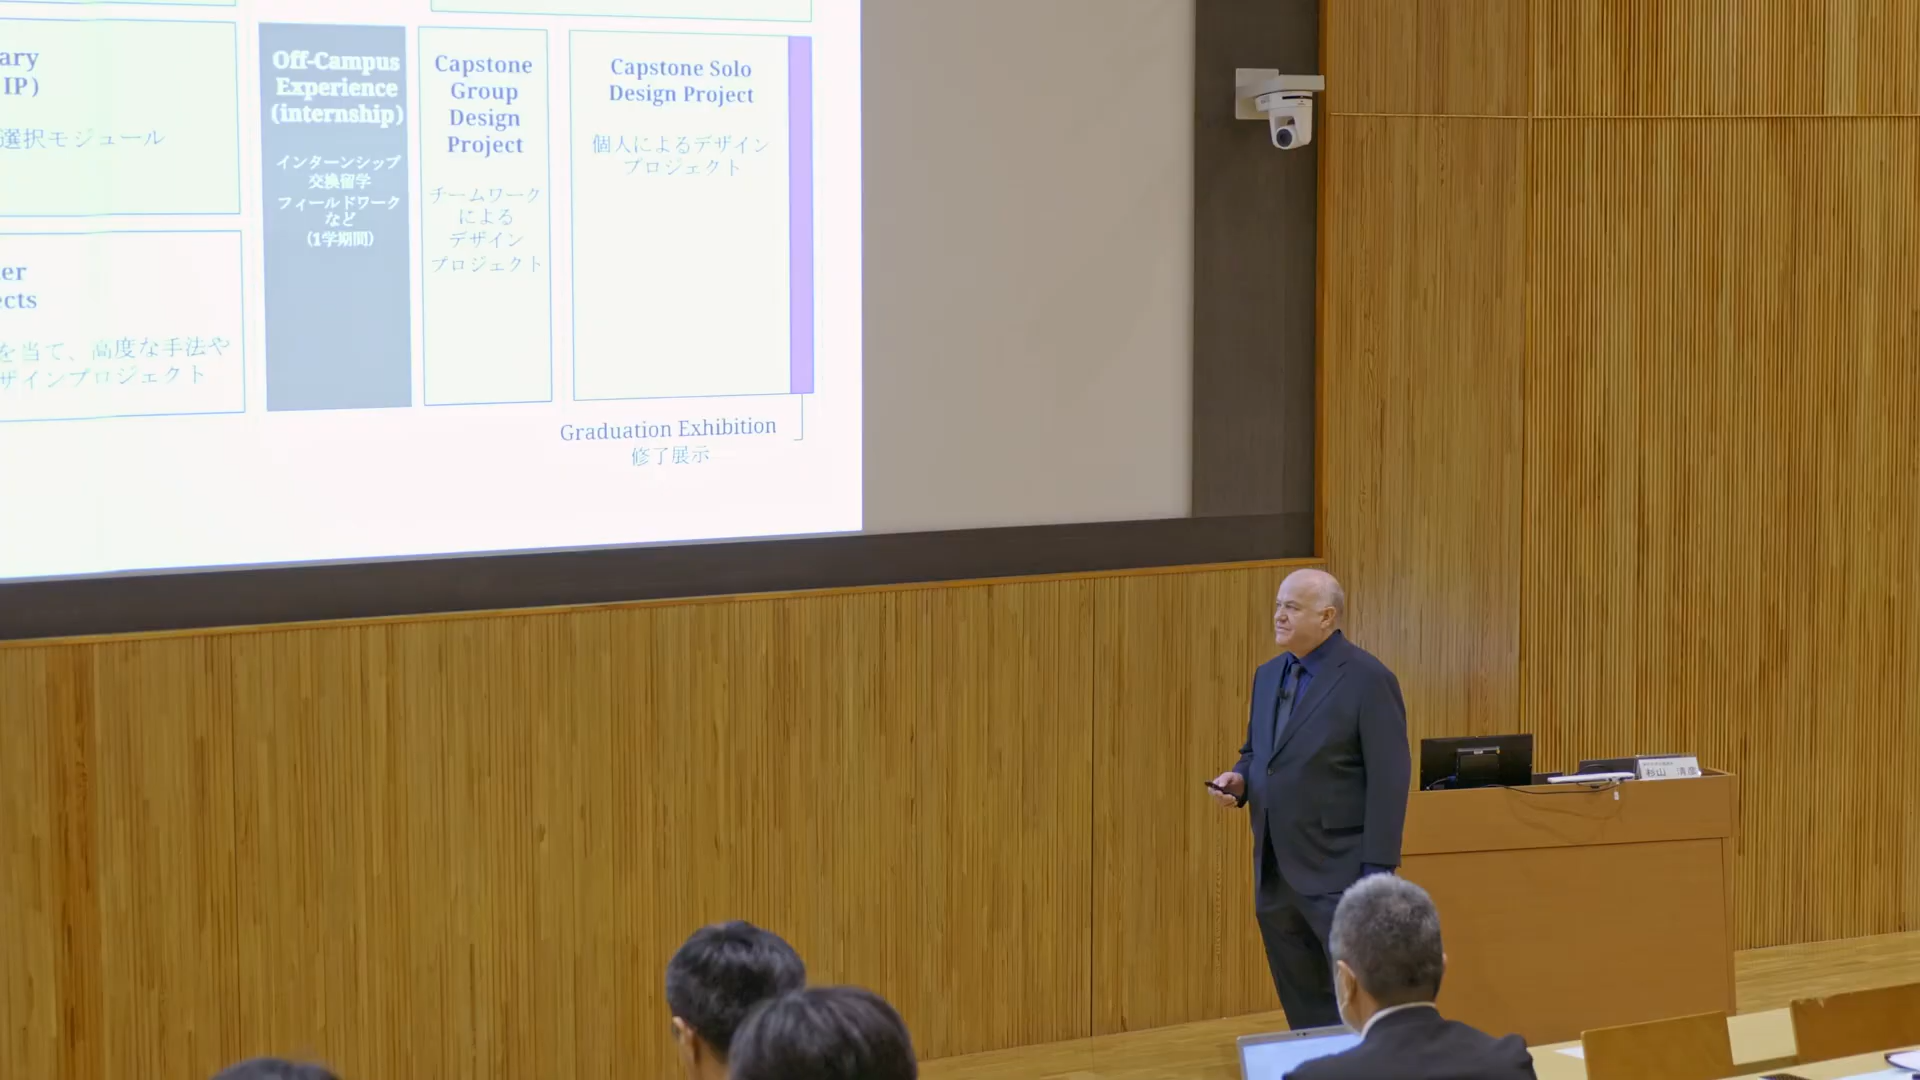 ary
IP)
選択モジュール
er
ects
を当て、高度な手法や
ザインプロジェクト
Off-Campus
Experience
(internship)
インターンシップ
交換留学
フィールドワーク
など
(1学期間)
Capstone
Group
Design
Project
チームワーク
による
デザイン
プロジェクト
Capstone Solo
Design Project
個人によるデザイン
プロジェクト
Graduation Exhibition
修了展示
杉山 清彦